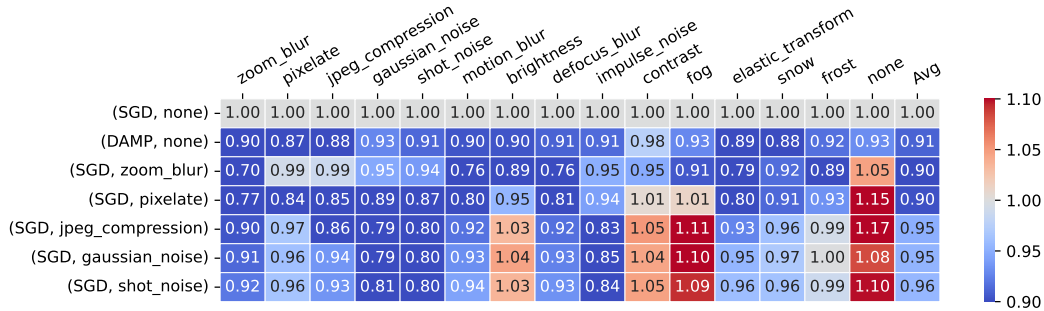 zoom_blur pixelate jpeg_compression gaussian_noise shot_noise motion_blur brightness defocus_blur impulse_noise contrast fog elastic_transform snow frost none Avg
(SGD, none) 1.00 1.00 1.00 1.00 1.00 1.00 1.00 1.00 1.00 1.00 1.00 1.00 1.00 1.00 1.00 1.00
(DAMP, none) 0.90 0.87 0.88 0.93 0.91 0.90 0.90 0.91 0.91 0.98 0.93 0.89 0.88 0.92 0.93 0.91
(SGD, zoom_blur) 0.70 0.99 0.99 0.95 0.94 0.76 0.89 0.76 0.95 0.95 0.91 0.79 0.92 0.89 1.05 0.90
(SGD, pixelate) 0.77 0.84 0.85 0.89 0.87 0.80 0.95 0.81 0.94 1.01 1.01 0.80 0.91 0.93 1.15 0.90
(SGD, jpeg_compression) 0.90 0.97 0.86 0.79 0.80 0.92 1.03 0.92 0.83 1.05 1.11 0.93 0.96 0.99 1.17 0.95
(SGD, gaussian_noise) 0.91 0.96 0.94 0.79 0.80 0.93 1.04 0.93 0.85 1.04 1.10 0.95 0.97 1.00 1.08 0.95
(SGD, shot_noise) 0.92 0.96 0.93 0.81 0.80 0.94 1.03 0.93 0.84 1.05 1.09 0.96 0.96 0.99 1.10 0.96
1.10
1.05
1.00
0.95
0.90